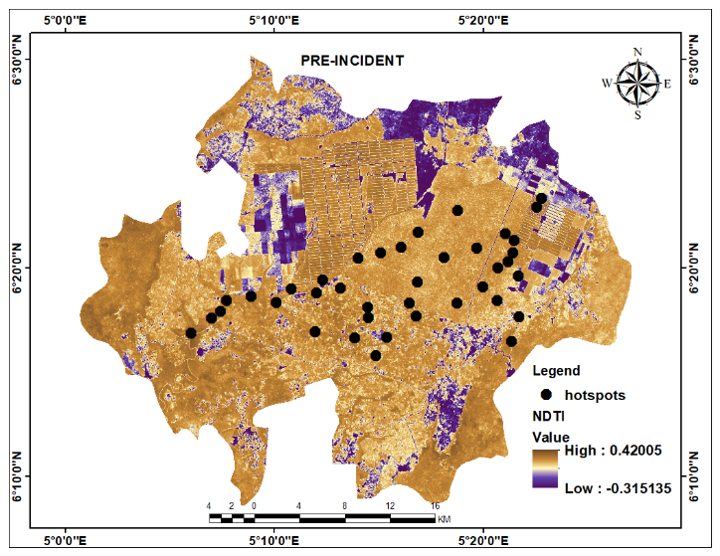 5°0'0"E 5°10'0"E 5°20'0"E
PRE-INCIDENT
N
W E
S
6°30'0"N 6°30'0"N
6°20'0"N 6°20'0"N
6°10'0"N 6°10'0"N
Legend
hotspots
NDTI
Value
High : 0.42005
Low : -0.315135
4 2 0 4 8 12 16
KM
5°0'0"E 5°10'0"E 5°20'0"E